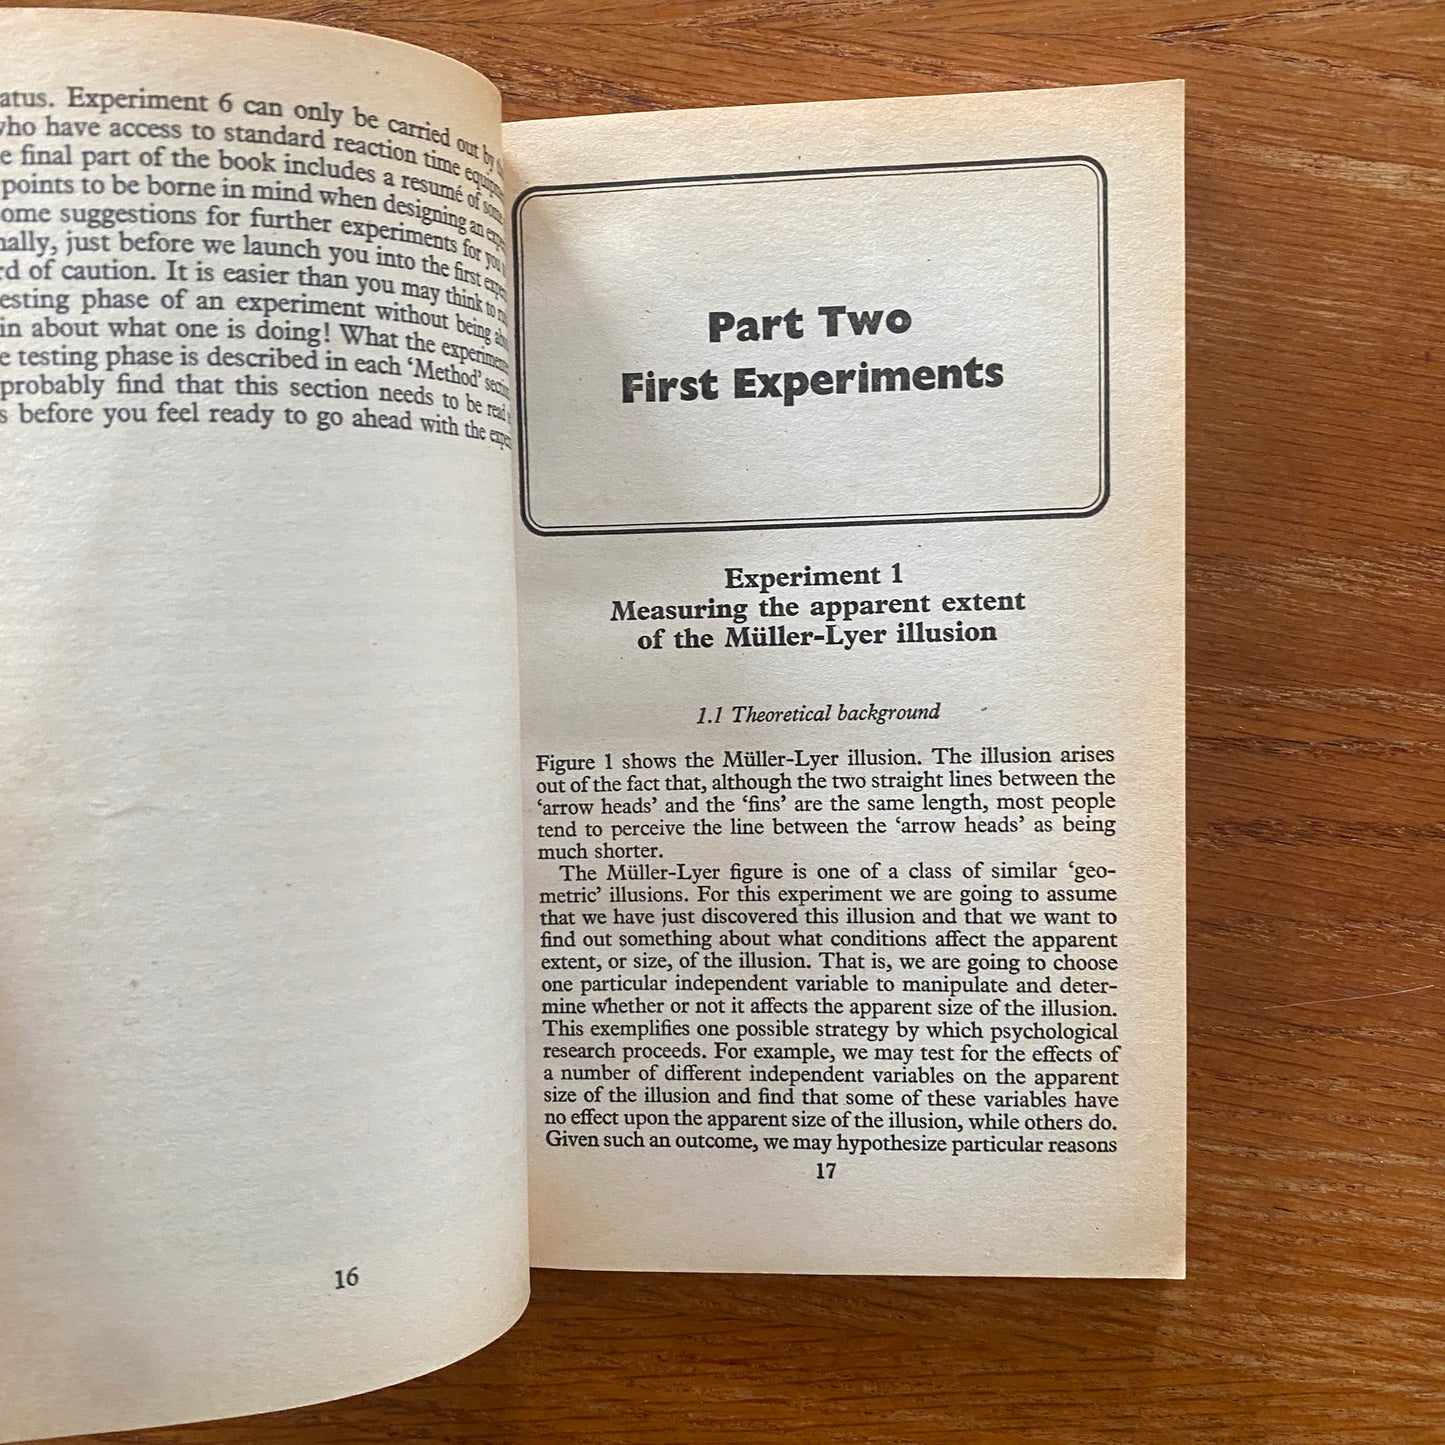 atus. Experiment 6 can only be carried out by
who have access to standard reaction time
e final part of the book includes a resumé of some
points to be borne in mind when designing an
ome suggestions for further experiments for you
nally, just before we launch you into the first
rd of caution. It is easier than you may think to
esting phase of an experiment without being
in about what one is doing! What the
e testing phase is described in each ‘Method’
probably find that this section needs to be read
s before you feel ready to go ahead with the
16
Part Two
First Experiments
Experiment 1
Measuring the apparent extent
of the Müller-Lyer illusion
1.1 Theoretical background
Figure 1 shows the Müller-Lyer illusion. The illusion arises
out of the fact that, although the two straight lines between the
‘arrow heads’ and the ‘fins’ are the same length, most people
tend to perceive the line between the ‘arrow heads’ as being
much shorter.
The Müller-Lyer figure is one of a class of similar ‘geo-
metric’ illusions. For this experiment we are going to assume
that we have just discovered this illusion and that we want to
find out something about what conditions affect the apparent
extent, or size, of the illusion. That is, we are going to choose
one particular independent variable to manipulate and deter-
mine whether or not it affects the apparent size of the illusion.
This exemplifies one possible strategy by which psychological
research proceeds. For example, we may test for the effects of
a number of different independent variables on the apparent
size of the illusion and find that some of these variables have
no effect upon the apparent size of the illusion, while others do.
Given such an outcome, we may hypothesize particular reasons
17